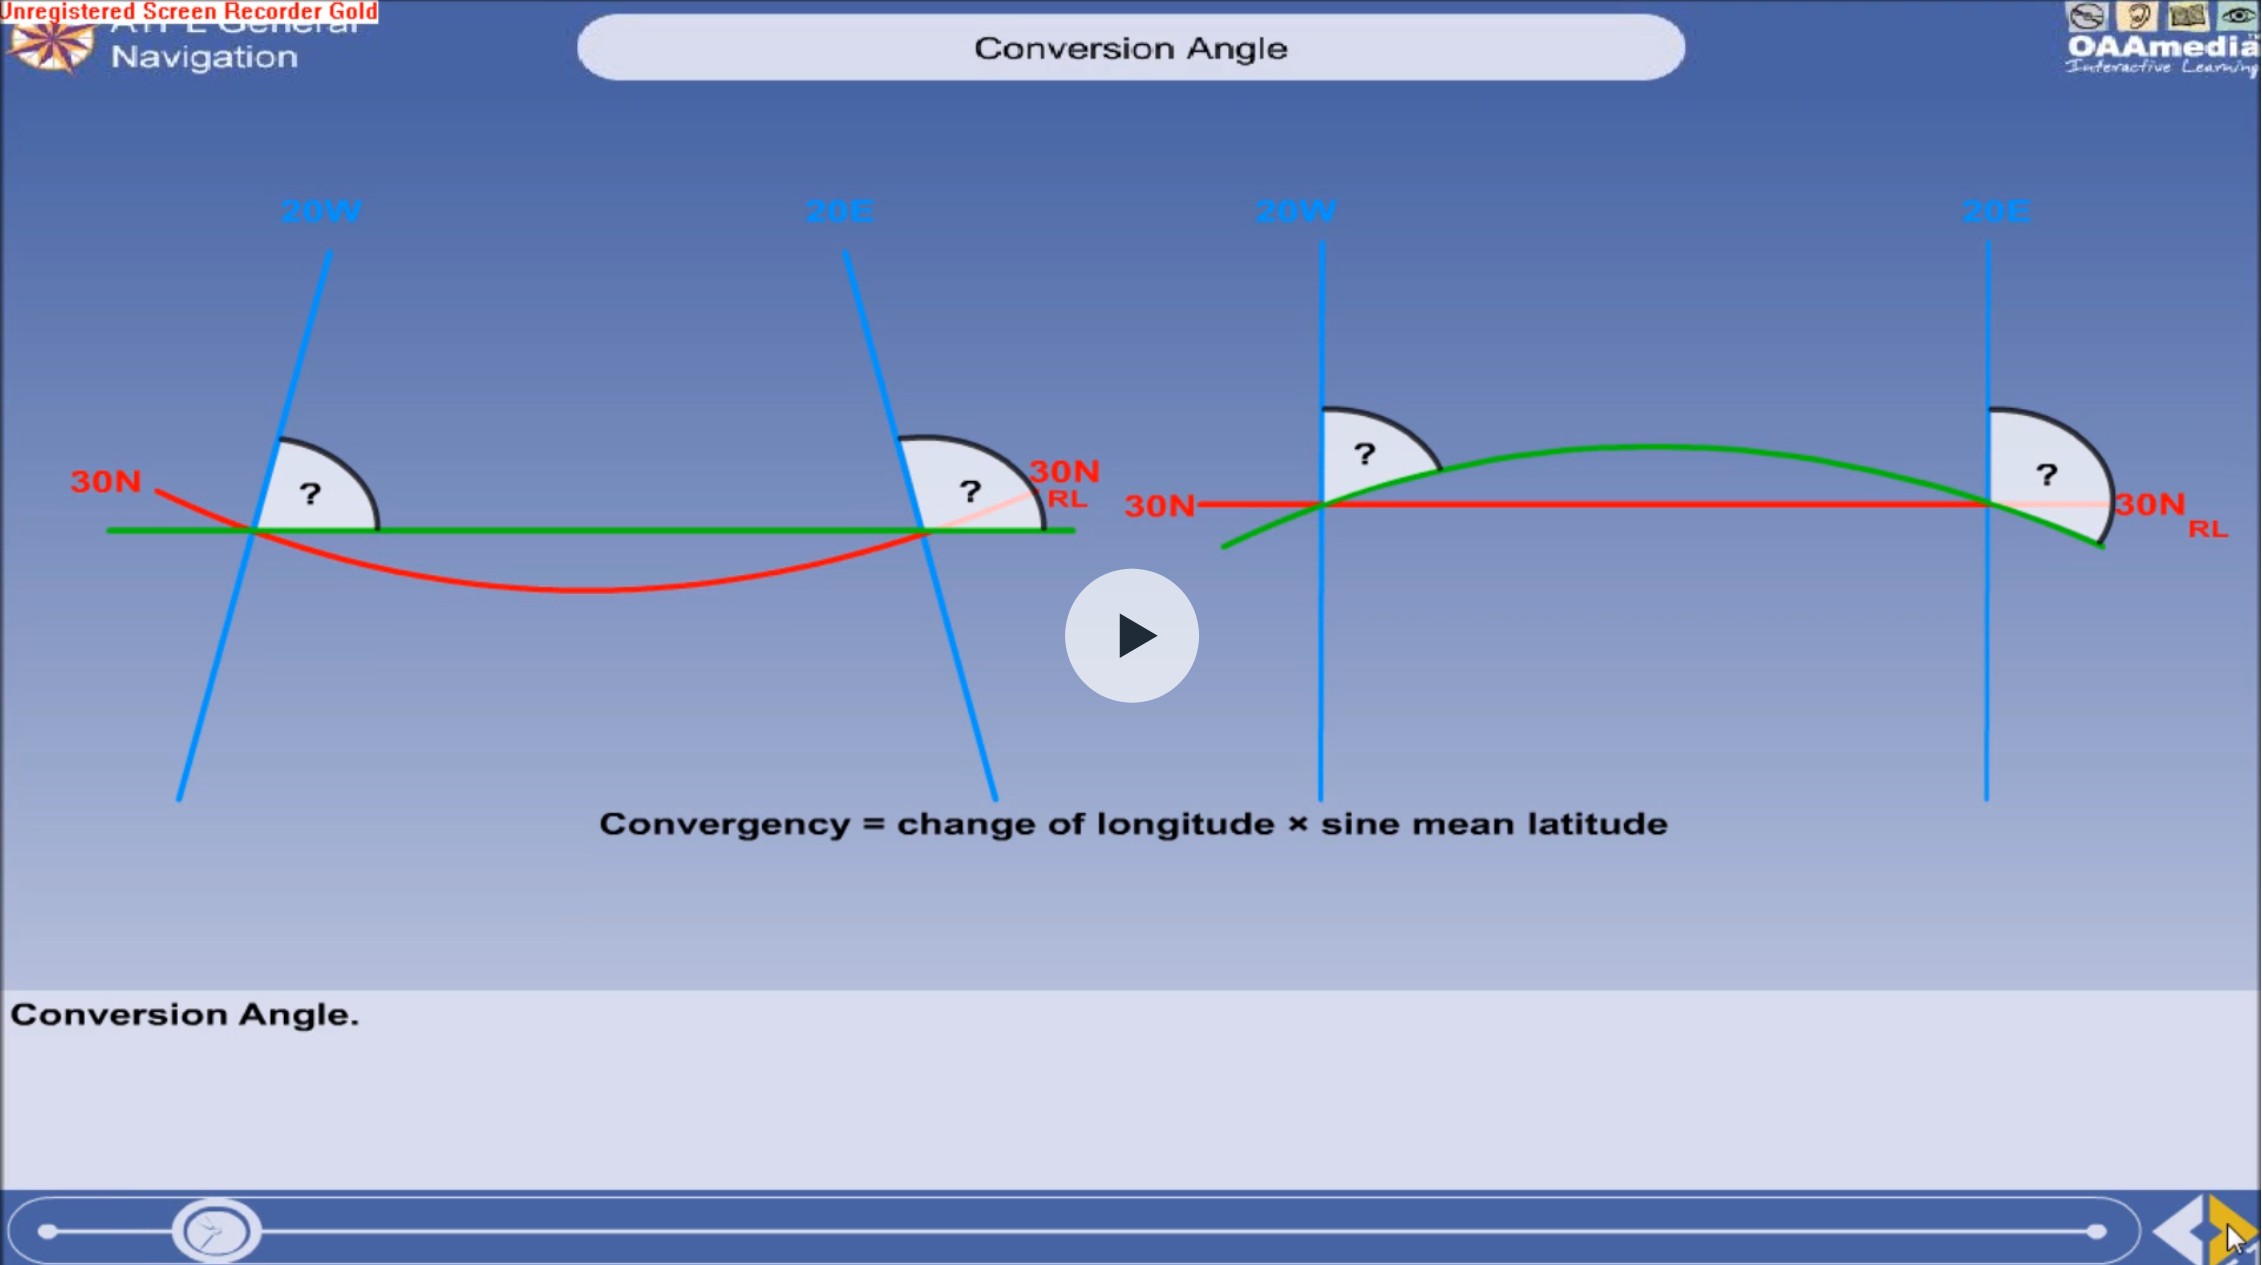 Unregistered Screen Recorder Gold
ATPL General
Navigation
Conversion Angle
OAAmedia
Interactive Learning
20W
20E
20W
20E
30N
?
?
30N
RL
30N
?
?
30N
RL
Convergency = change of longitude × sine mean latitude
Conversion Angle.